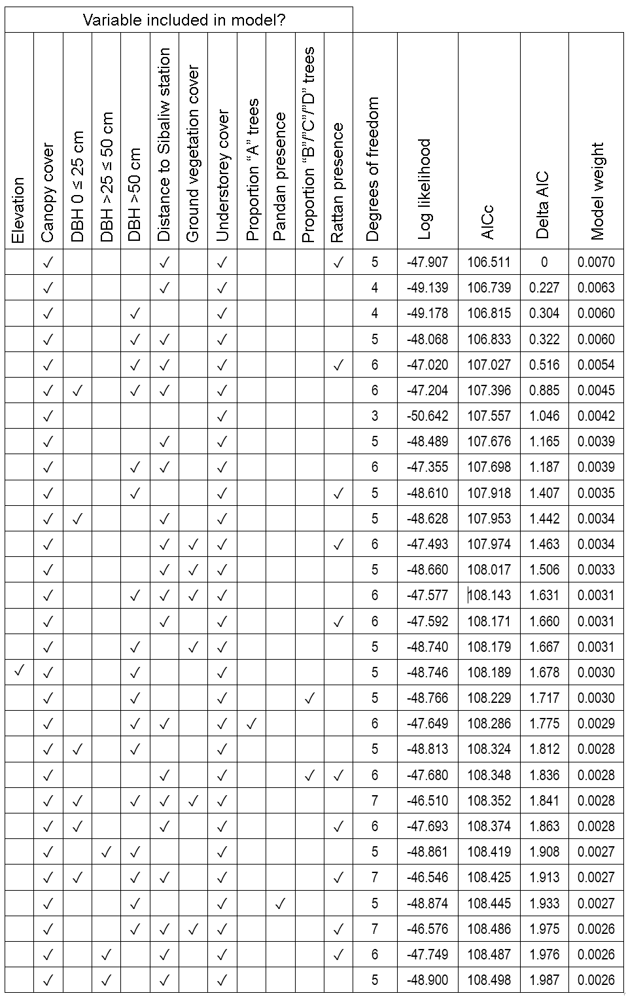 Variable included in model?
Elevation
Canopy cover
DBH 0 ≤ 25 cm
DBH >25 ≤ 50 cm
DBH >50 cm
Distance to Sibaliw station
Ground vegetation cover
Understorey cover
Proportion “A” trees
Pandan presence
Proportion “B”/”C”/”D” trees
Rattan presence
Degrees of freedom
Log likelihood
AICc
Delta AIC
Model weight
✓ ✓ ✓ ✓ 5 -47.907 106.511 0 0.0070
✓ ✓ ✓ 4 -49.139 106.739 0.227 0.0063
✓ ✓ ✓ 4 -49.178 106.815 0.304 0.0060
✓ ✓ ✓ ✓ 5 -48.068 106.833 0.322 0.0060
✓ ✓ ✓ ✓ ✓ 6 -47.020 107.027 0.516 0.0054
✓ ✓ ✓ ✓ ✓ 6 -47.204 107.396 0.885 0.0045
✓ ✓ 3 -50.642 107.557 1.046 0.0042
✓ ✓ ✓ 5 -48.489 107.676 1.165 0.0039
✓ ✓ ✓ ✓ 6 -47.355 107.698 1.187 0.0039
✓ ✓ ✓ ✓ 5 -48.610 107.918 1.407 0.0035
✓ ✓ ✓ ✓ 5 -48.628 107.953 1.442 0.0034
✓ ✓ ✓ ✓ ✓ 6 -47.493 107.974 1.463 0.0034
✓ ✓ ✓ ✓ 5 -48.660 108.017 1.506 0.0033
✓ ✓ ✓ ✓ ✓ 6 -47.577 108.143 1.631 0.0031
✓ ✓ ✓ ✓ 6 -47.592 108.171 1.660 0.0031
✓ ✓ ✓ ✓ 5 -48.740 108.179 1.667 0.0031
✓ ✓ ✓ ✓ 5 -48.746 108.189 1.678 0.0030
✓ ✓ ✓ ✓ 5 -48.766 108.229 1.717 0.0030
✓ ✓ ✓ ✓ ✓ 6 -47.649 108.286 1.775 0.0029
✓ ✓ ✓ ✓ 5 -48.813 108.324 1.812 0.0028
✓ ✓ ✓ ✓ ✓ 6 -47.680 108.348 1.836 0.0028
✓ ✓ ✓ ✓ ✓ ✓ 7 -46.510 108.352 1.841 0.0028
✓ ✓ ✓ ✓ ✓ 6 -47.693 108.374 1.863 0.0028
✓ ✓ ✓ ✓ 5 -48.861 108.419 1.908 0.0027
✓ ✓ ✓ ✓ ✓ ✓ 7 -46.546 108.425 1.913 0.0027
✓ ✓ ✓ ✓ 5 -48.874 108.445 1.933 0.0027
✓ ✓ ✓ ✓ ✓ ✓ 7 -46.576 108.486 1.975 0.0026
✓ ✓ ✓ ✓ ✓ 6 -47.749 108.487 1.976 0.0026
✓ ✓ ✓ ✓ 5 -48.900 108.498 1.987 0.0026